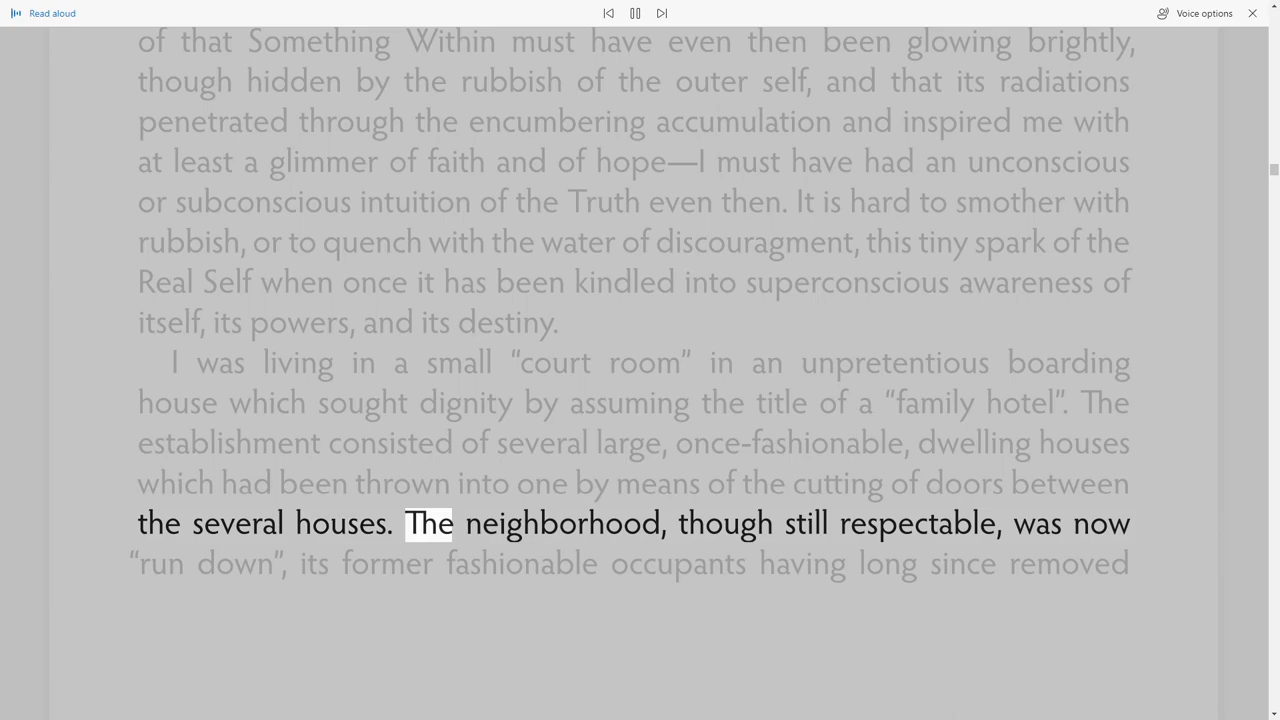 Read aloud
Voice options
of that Something Within must have even then been glowing brightly,
though hidden by the rubbish of the outer self, and that its radiations
penetrated through the encumbering accumulation and inspired me with
at least a glimmer of faith and of hope—I must have had an unconscious
or subconscious intuition of the Truth even then. It is hard to smother with
rubbish, or to quench with the water of discouragment, this tiny spark of the
Real Self when once it has been kindled into superconscious awareness of
itself, its powers, and its destiny.
I was living in a small “court room” in an unpretentious boarding
house which sought dignity by assuming the title of a “family hotel”. The
establishment consisted of several large, once-fashionable, dwelling houses
which had been thrown into one by means of the cutting of doors between
the several houses. The neighborhood, though still respectable, was now
“run down”, its former fashionable occupants having long since removed